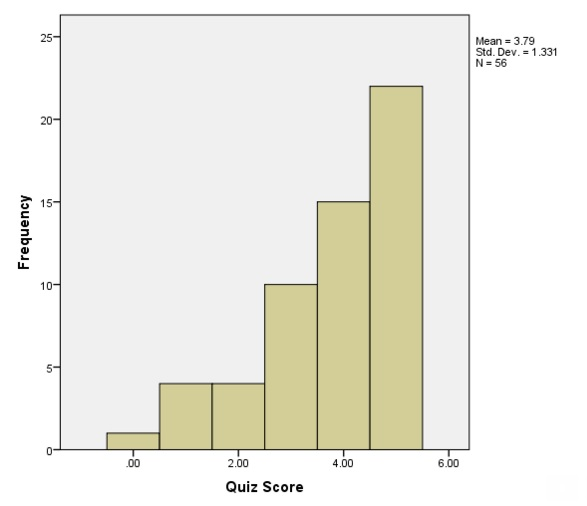 25
20
15
10
5
0
Frequency
.00
2.00
4.00
6.00
Quiz Score
Mean = 3.79
Std. Dev. = 1.331
N = 56